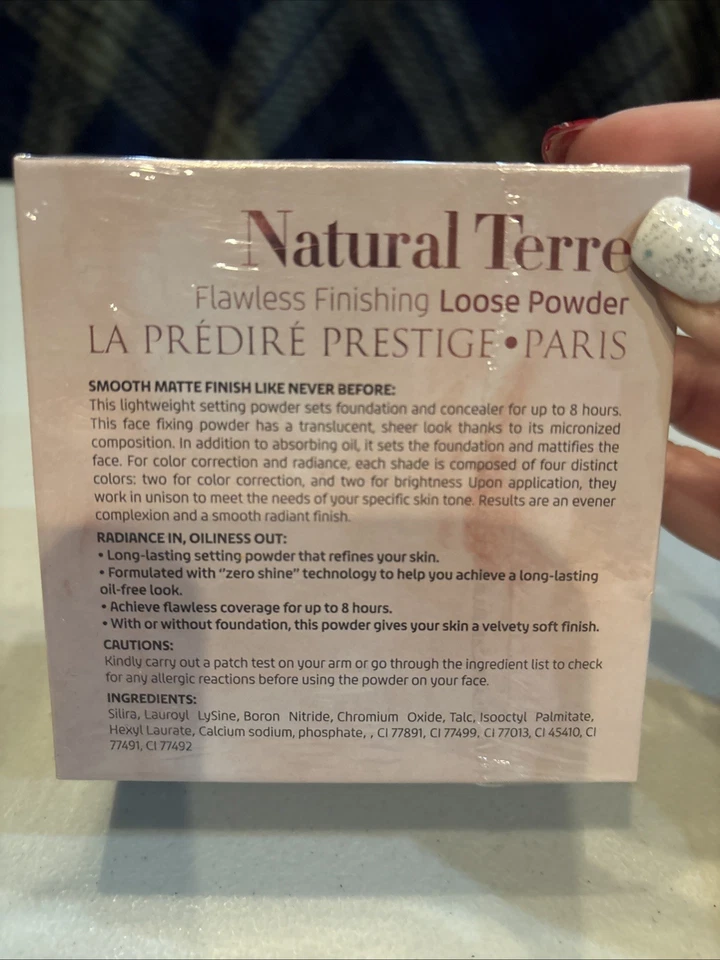 Natural Terre
Flawless Finishing Loose Powder
LA PRÉDIRÉ PRESTIGE•PARIS
SMOOTH MATTE FINISH LIKE NEVER BEFORE:
This lightweight setting powder sets foundation and concealer for up to 8 hours.
This face fixing powder has a translucent, sheer look thanks to its micronized
composition. In addition to absorbing oil, it sets the foundation and mattifies the
face. For color correction and radiance, each shade is composed of four distinct
colors: two for color correction, and two for brightness Upon application, they
work in unison to meet the needs of your specific skin tone. Results are an evener
complexion and a smooth radiant finish.
RADIANCE IN, OILINESS OUT:
• Long-lasting setting powder that refines your skin.
• Formulated with “zero shine” technology to help you achieve a long-lasting
oil-free look.
• Achieve flawless coverage for up to 8 hours.
• With or without foundation, this powder gives your skin a velvety soft finish.
CAUTIONS:
Kindly carry out a patch test on your arm or go through the ingredient list to check
for any allergic reactions before using the powder on your face.
INGREDIENTS:
Silira, Lauroyl LySine, Boron Nitride, Chromium Oxide, Talc, Isooctyl Palmitate,
Hexyl Laurate, Calcium sodium, phosphate, , CI 77891, CI 77499, CI 77013, CI 45410, CI
77491, CI 77492